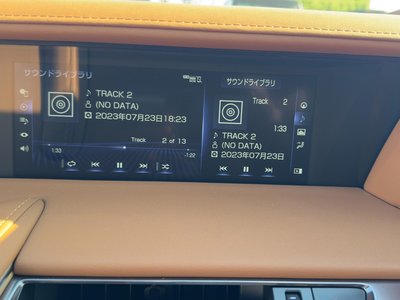 サウンドライブラリ
TRACK 2
(NO DATA)
2023年07月23日18:23
Track 2 of 13
1:33
-1:22
サウンドライブラリ
Track 2
1:33
TRACK 2
(NO DATA)
2023年07月23日